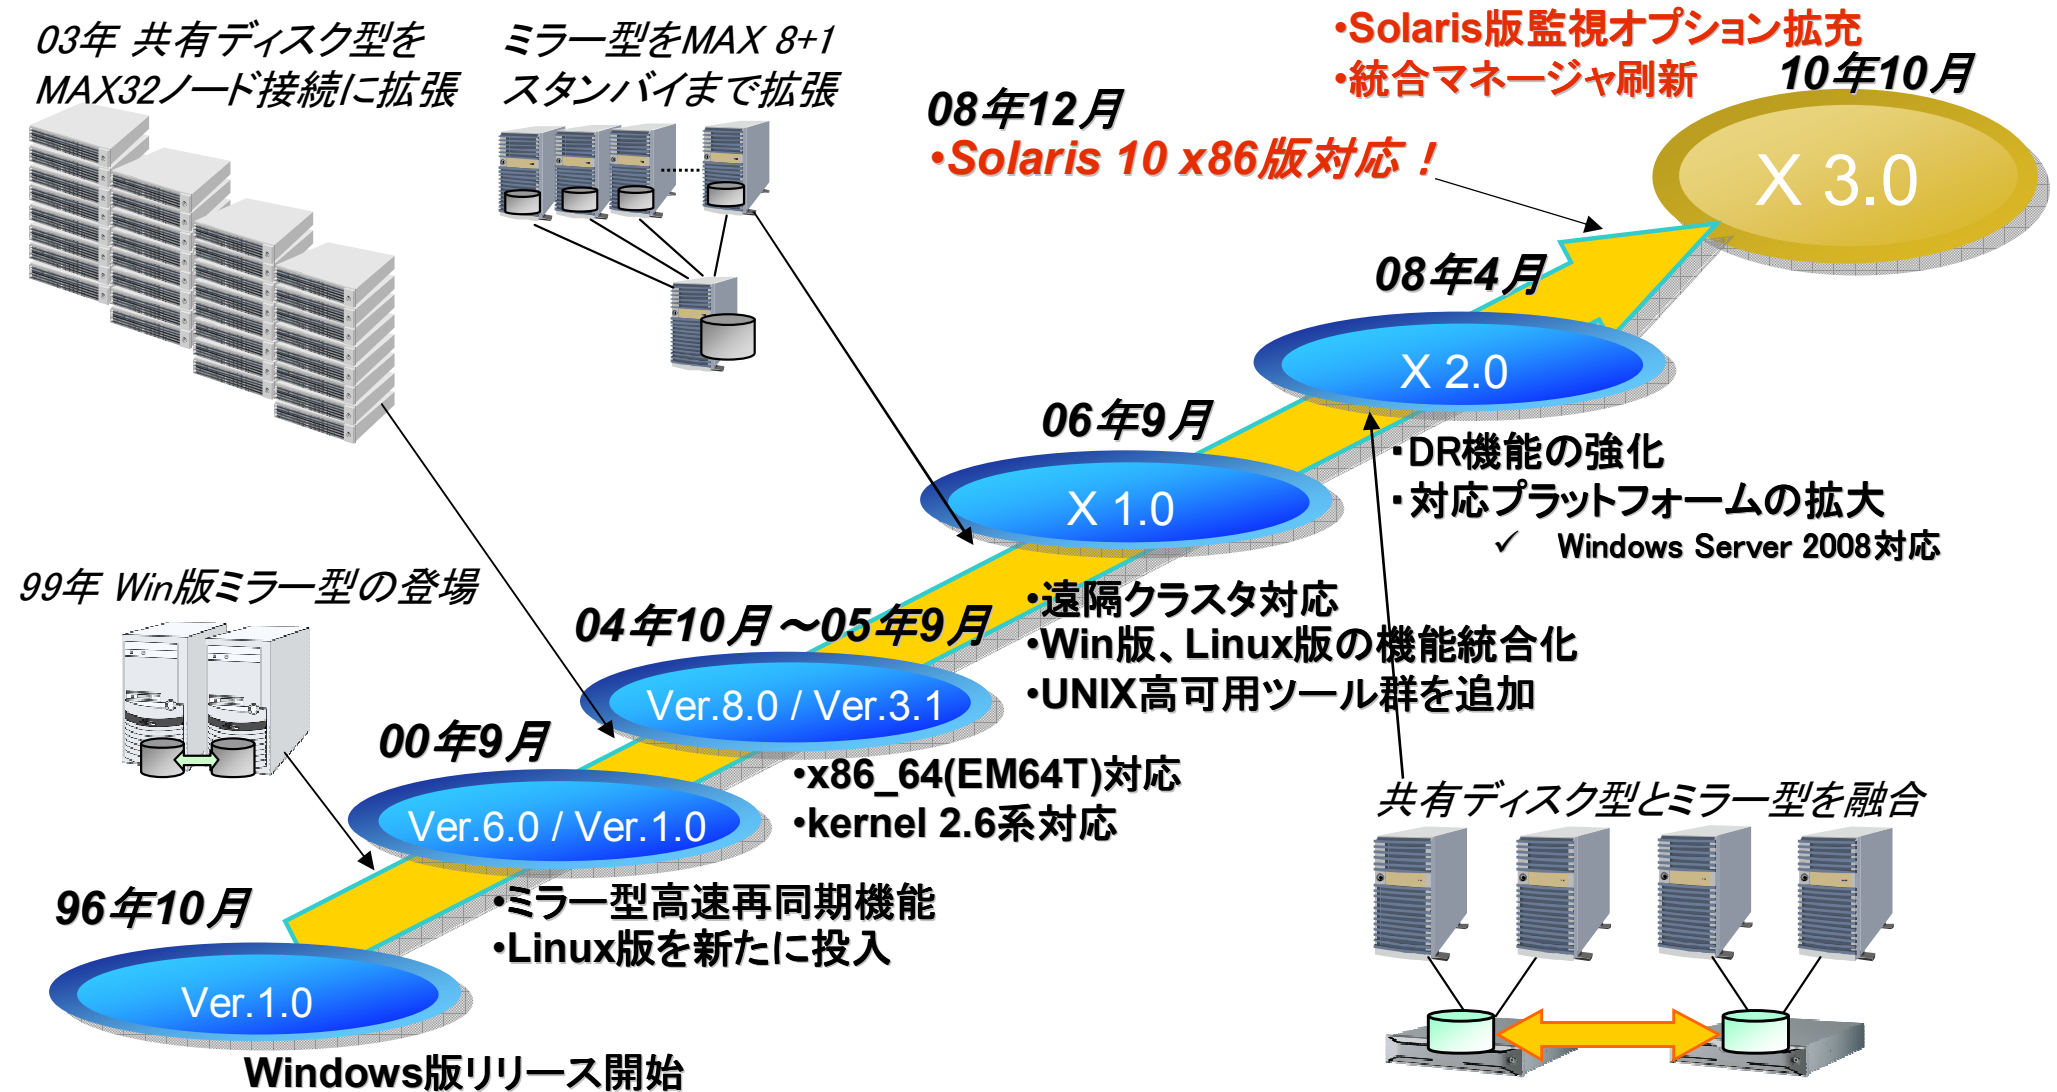 03年 共有ディスク型を
MAX32ノード接続に拡張
ミラー型をMAX 8+1
スタンバイまで拡張
•Solaris版監視オプション拡充
•統合マネージャ刷新
10年10月
X 3.0
08年12月
•Solaris 10 x86版対応！
08年4月
X 2.0
・DR機能の強化
・対応プラットフォームの拡大
✓ Windows Server 2008対応
06年9月
X 1.0
•遠隔クラスタ対応
•Win版、Linux版の機能統合化
•UNIX高可用ツール群を追加
99年 Win版ミラー型の登場
04年10月～05年9月
Ver.8.0 / Ver.3.1
•x86_64(EM64T)対応
•kernel 2.6系対応
00年9月
Ver.6.0 / Ver.1.0
•ミラー型高速再同期機能
•Linux版を新たに投入
共有ディスク型とミラー型を融合
96年10月
Ver.1.0
Windows版リリース開始